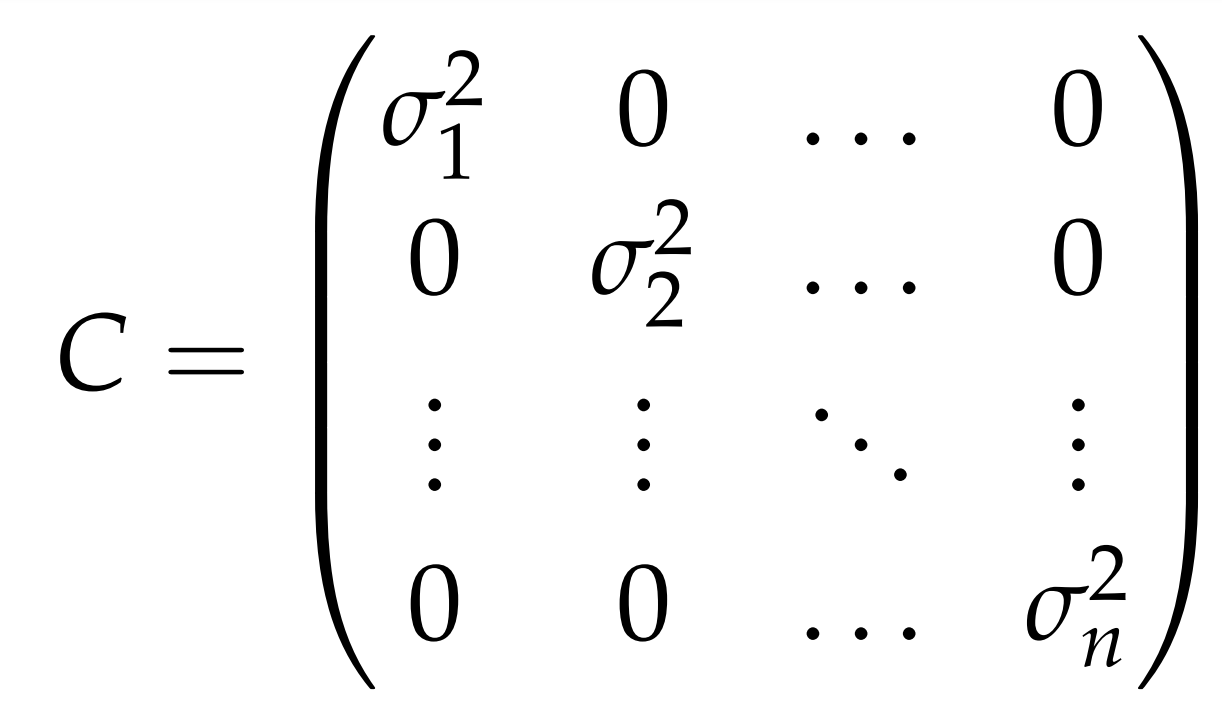 σ₁² 0 … 0
0 σ₂² … 0
C =
⋮ ⋮ ⋱ ⋮
0 0 … σₙ²